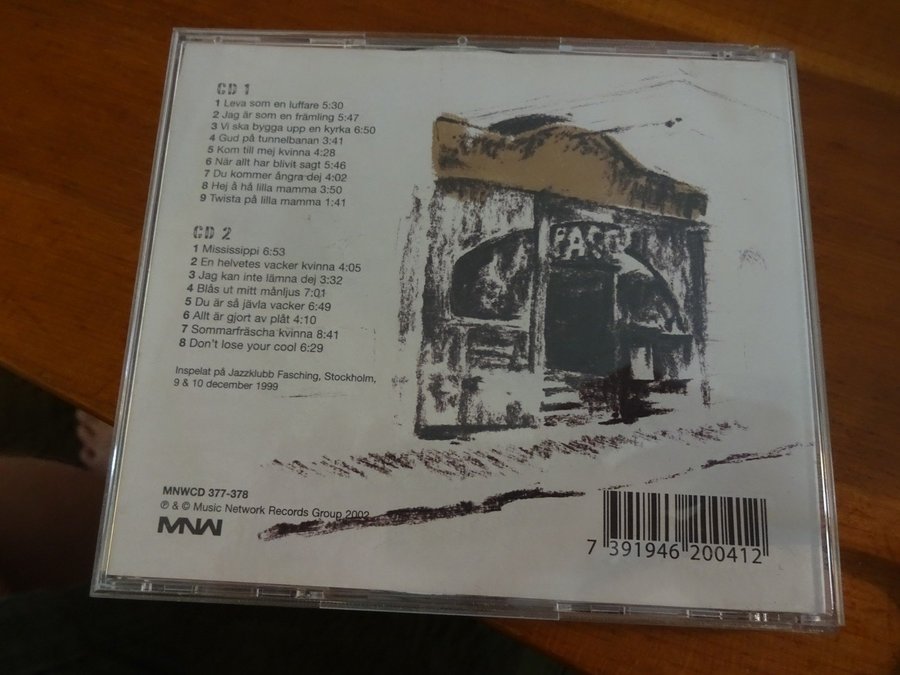 CD 1
1 Leva som en luffare 5:30
2 Jag är som en främling 5:47
3 Vi ska bygga upp en kyrka 6:50
4 Gud på tunnelbanan 3:41
5 Kom till mej kvinna 4:28
6 När allt har blivit sagt 5:46
7 Du kommer ångra dej 4:02
8 Hej å hå lilla mamma 3:50
9 Twista på lilla mamma 1:41
CD 2
1 Mississippi 6:53
2 En helvetes vacker kvinna 4:05
3 Jag kan inte lämna dej 3:32
4 Blås ut mitt månljus 7:01
5 Du är så jävla vacker 6:49
6 Allt är gjort av plåt 4:10
7 Sommarfräscha kvinna 8:41
8 Don't lose your cool 6:29
Inspelat på Jazzklubb Fasching, Stockholm,
9 & 10 december 1999
MNWCD 377-378
℗ & © Music Network Records Group 2002
MNW
7 391946 200412